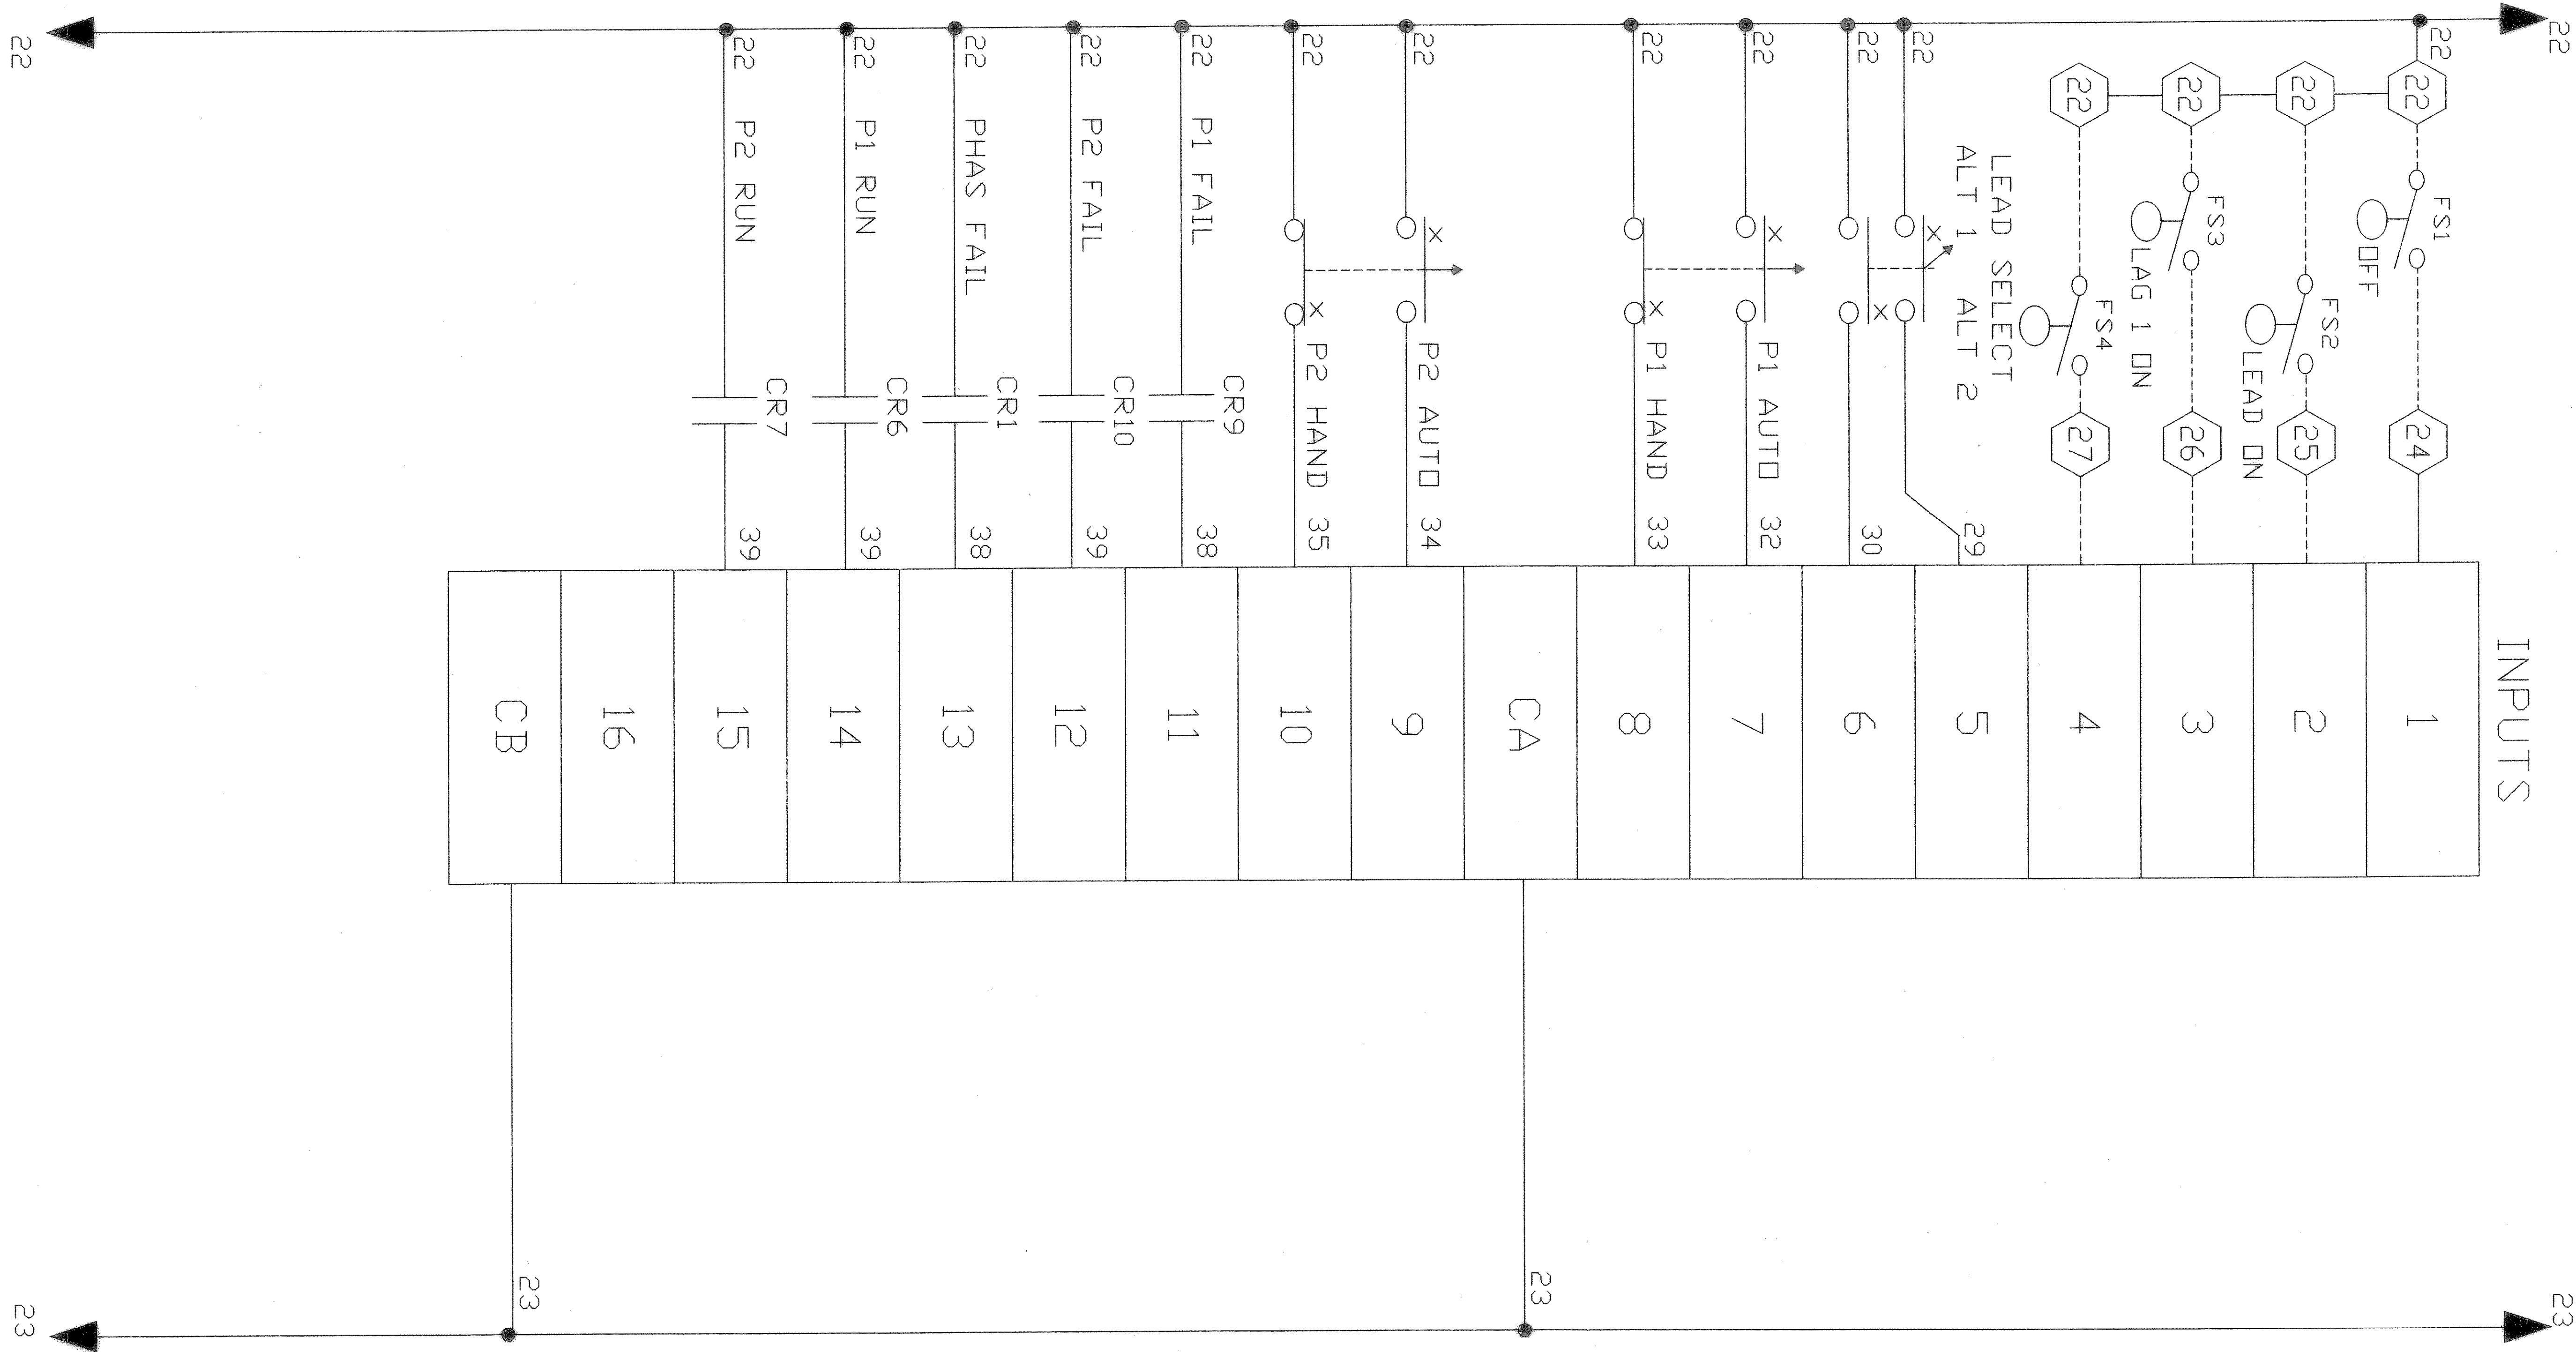 22
23
INPUTS
22
22
FS1
OFF
24
1
22
FS2
LEAD ON
25
2
22
FS3
LAG 1 ON
26
3
22
FS4
27
4
LEAD SELECT
ALT 1 ALT 2
22
X
29
5
22
X
30
6
22
X
P1 AUTO 32
7
22
X
P1 HAND 33
8
CA
23
22
X
P2 AUTO 34
9
22
X
P2 HAND 35
10
22
P1 FAIL
CR9
38
11
22
P2 FAIL
CR10
39
12
22
PHAS FAIL
CR1
38
13
22
P1 RUN
CR6
39
14
22
P2 RUN
CR7
39
15
16
CB
23
22
23